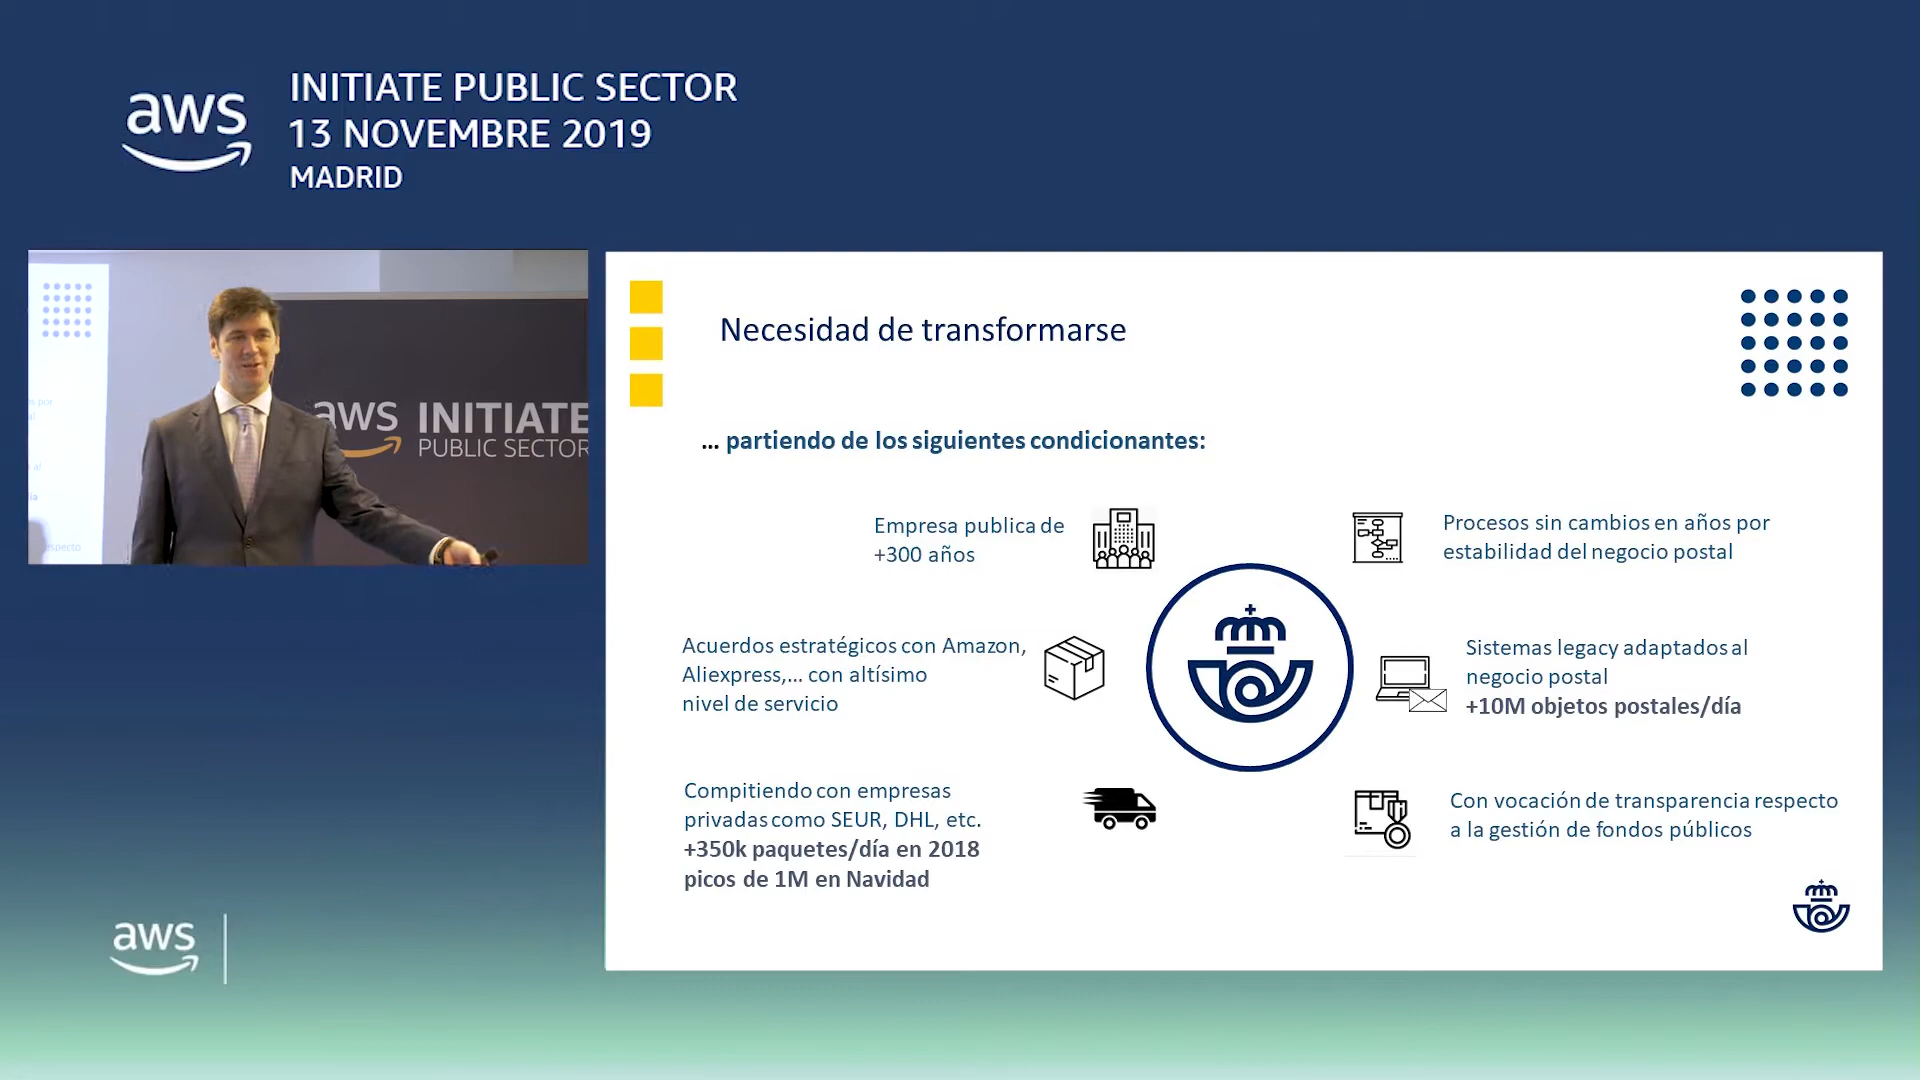 aws
INITIATE PUBLIC SECTOR
13 NOVEMBRE 2019
MADRID
aws INITIATE
PUBLIC SECTOR
Necesidad de transformarse
... partiendo de los siguientes condicionantes:
Empresa publica de
+300 años
Procesos sin cambios en años por
estabilidad del negocio postal
Acuerdos estratégicos con Amazon,
Aliexpress,... con altísimo
nivel de servicio
Sistemas legacy adaptados al
negocio postal
+10M objetos postales/día
Compitiendo con empresas
privadas como SEUR, DHL, etc.
+350k paquetes/día en 2018
picos de 1M en Navidad
Con vocación de transparencia respecto
a la gestión de fondos públicos
aws